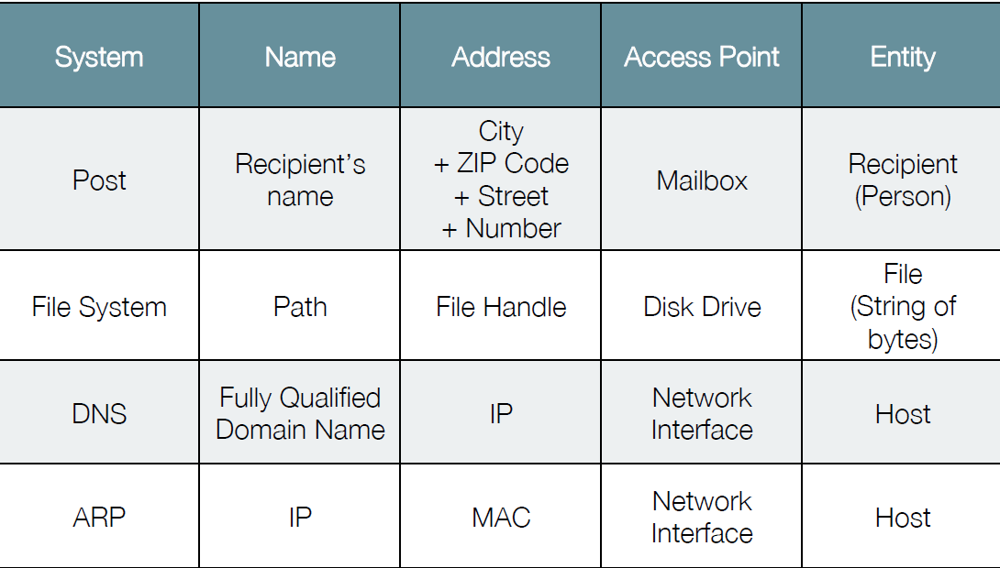 System Name Address Access Point Entity
Post
Recipient’s
name
City
+ ZIP Code
+ Street
+ Number
Mailbox
Recipient
(Person)
File System
Path
File Handle
Disk Drive
File
(String of
bytes)
DNS
Fully Qualified
Domain Name
IP
Network
Interface
Host
ARP
IP
MAC
Network
Interface
Host